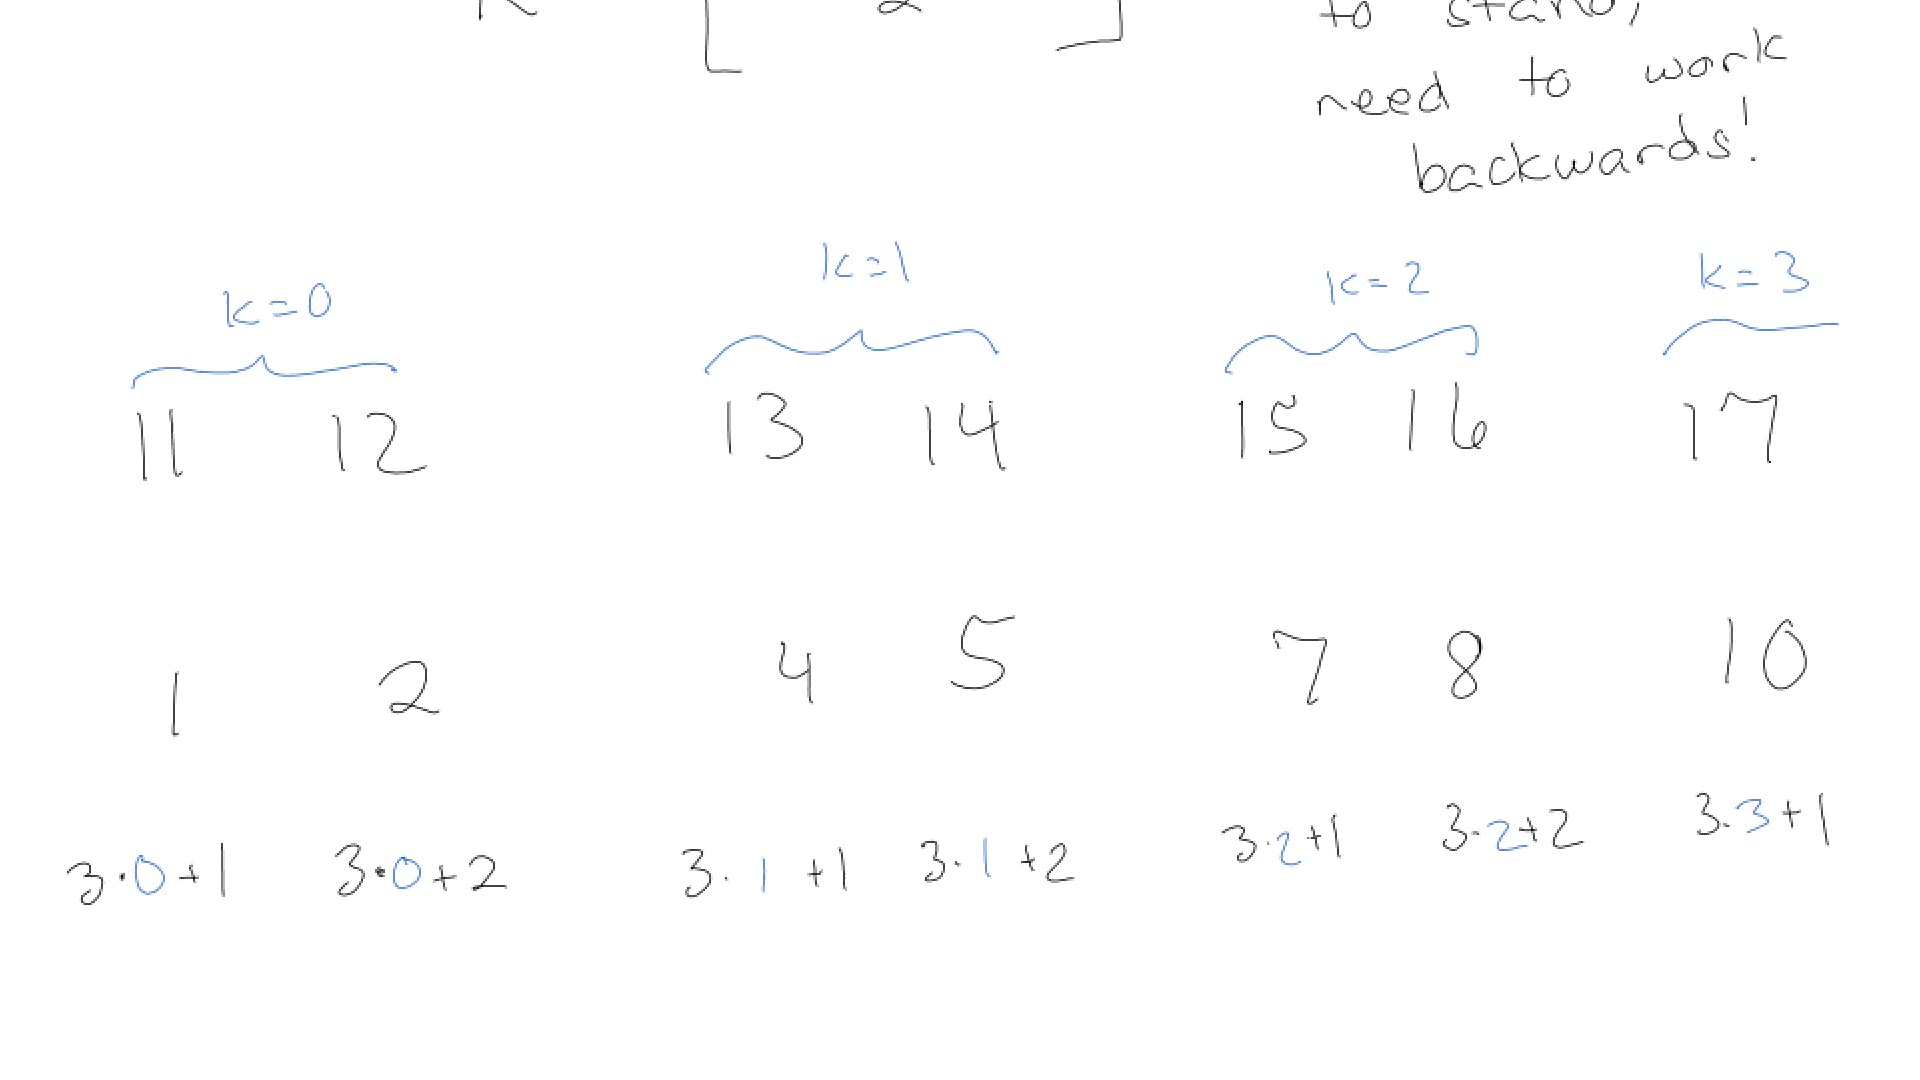 to stand,
need to work
backwards!
k=0 k=1 k=2 k=3
11 12 13 14 15 16 17
1 2 4 5 7 8 10
3·0+1 3·0+2 3·1+1 3·1+2 3·2+1 3·2+2 3·3+1